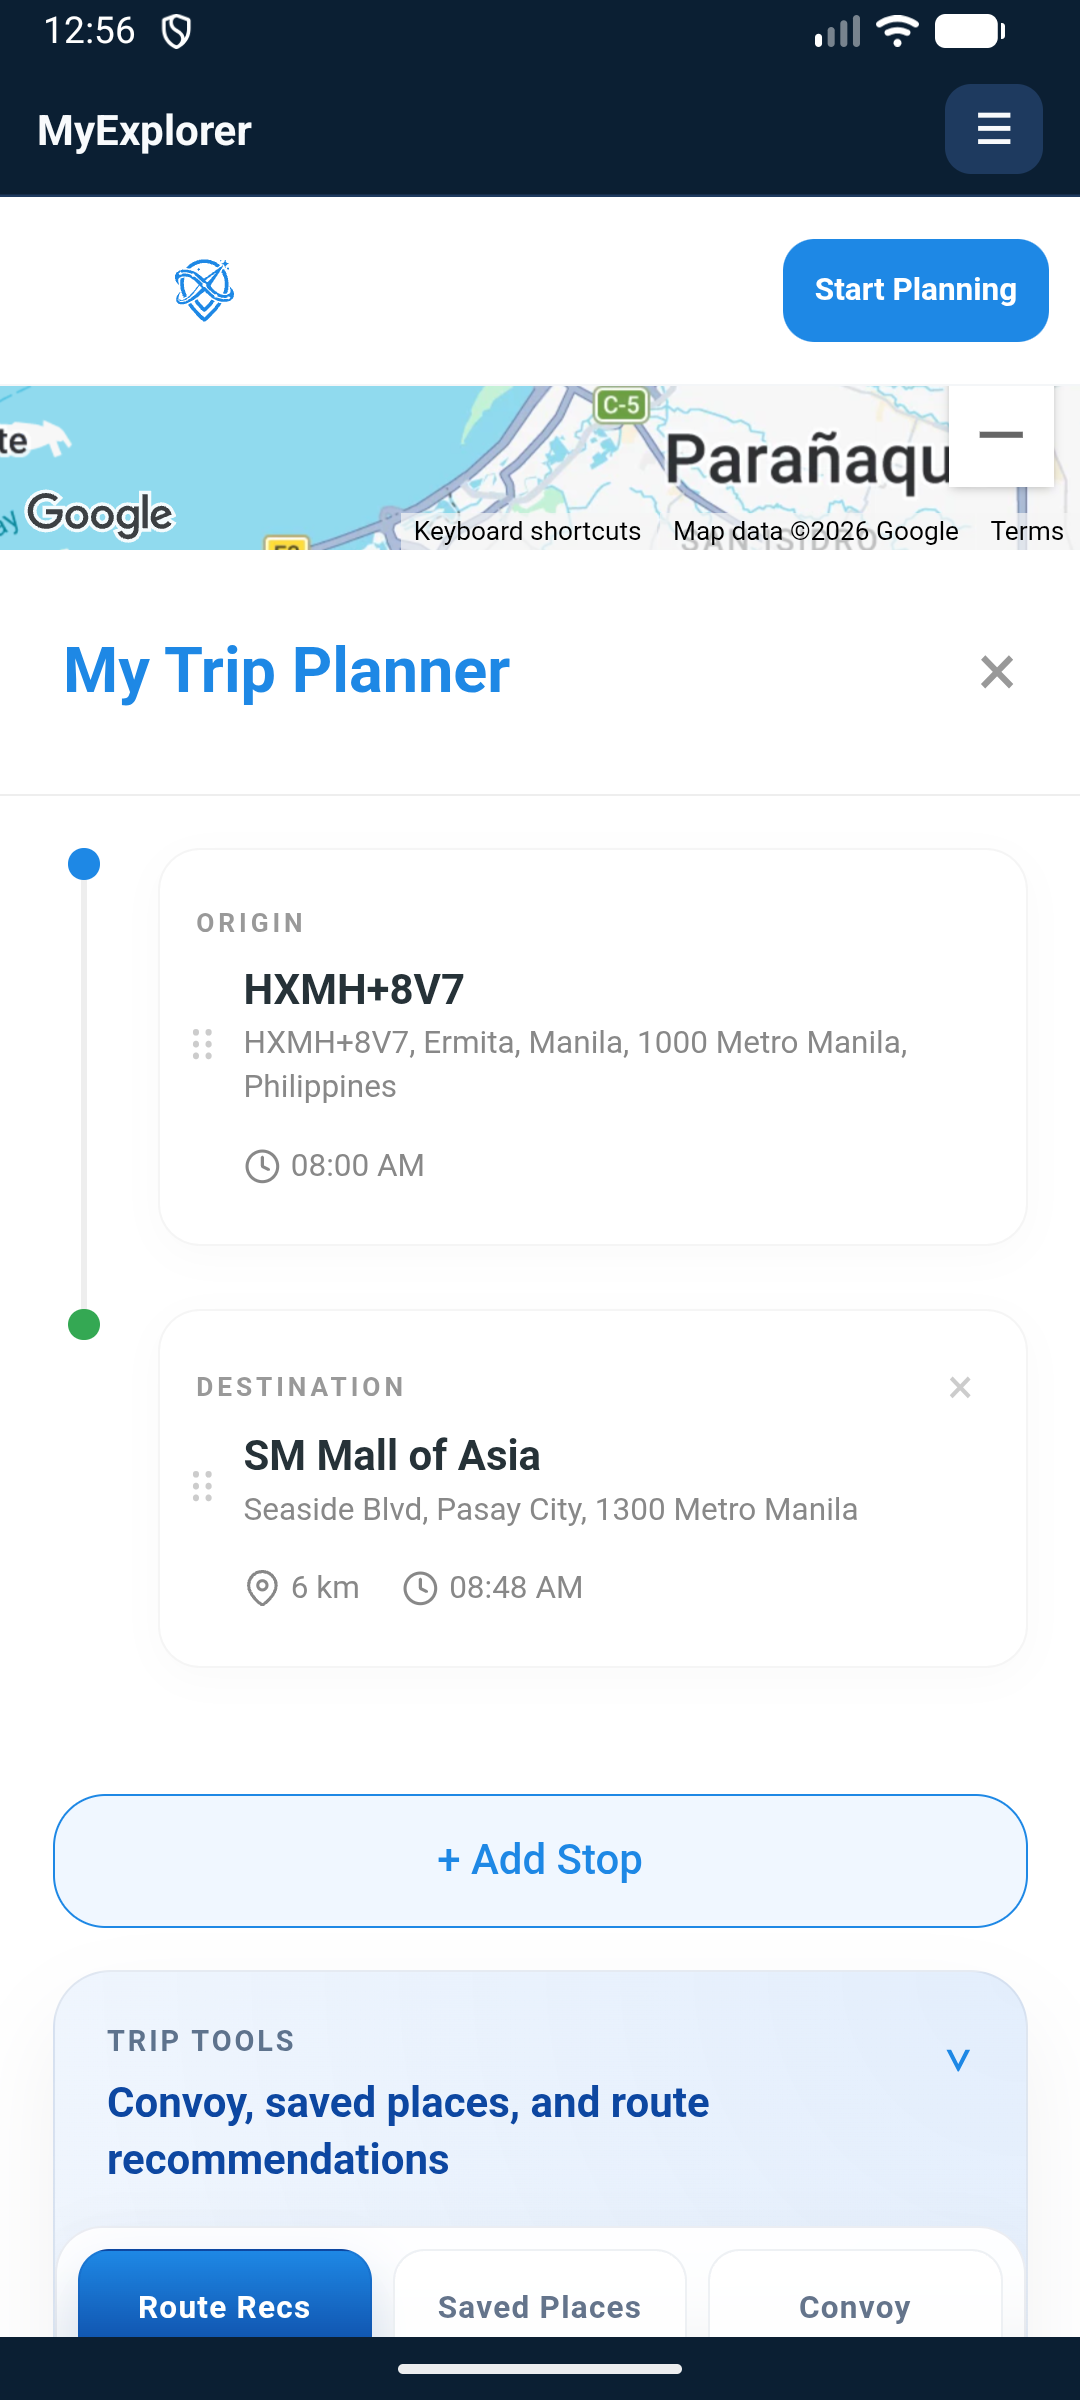 12:56
MyExplorer
Start Planning
C-5
te
Parañaqu
Google
Keyboard shortcuts
Map data ©2026 Google
Terms
SAN ISIDRO
My Trip Planner
ORIGIN
HXMH+8V7
HXMH+8V7, Ermita, Manila, 1000 Metro Manila,
Philippines
08:00 AM
DESTINATION
SM Mall of Asia
Seaside Blvd, Pasay City, 1300 Metro Manila
6 km
08:48 AM
+ Add Stop
TRIP TOOLS
Convoy, saved places, and route
recommendations
Route Recs
Saved Places
Convoy